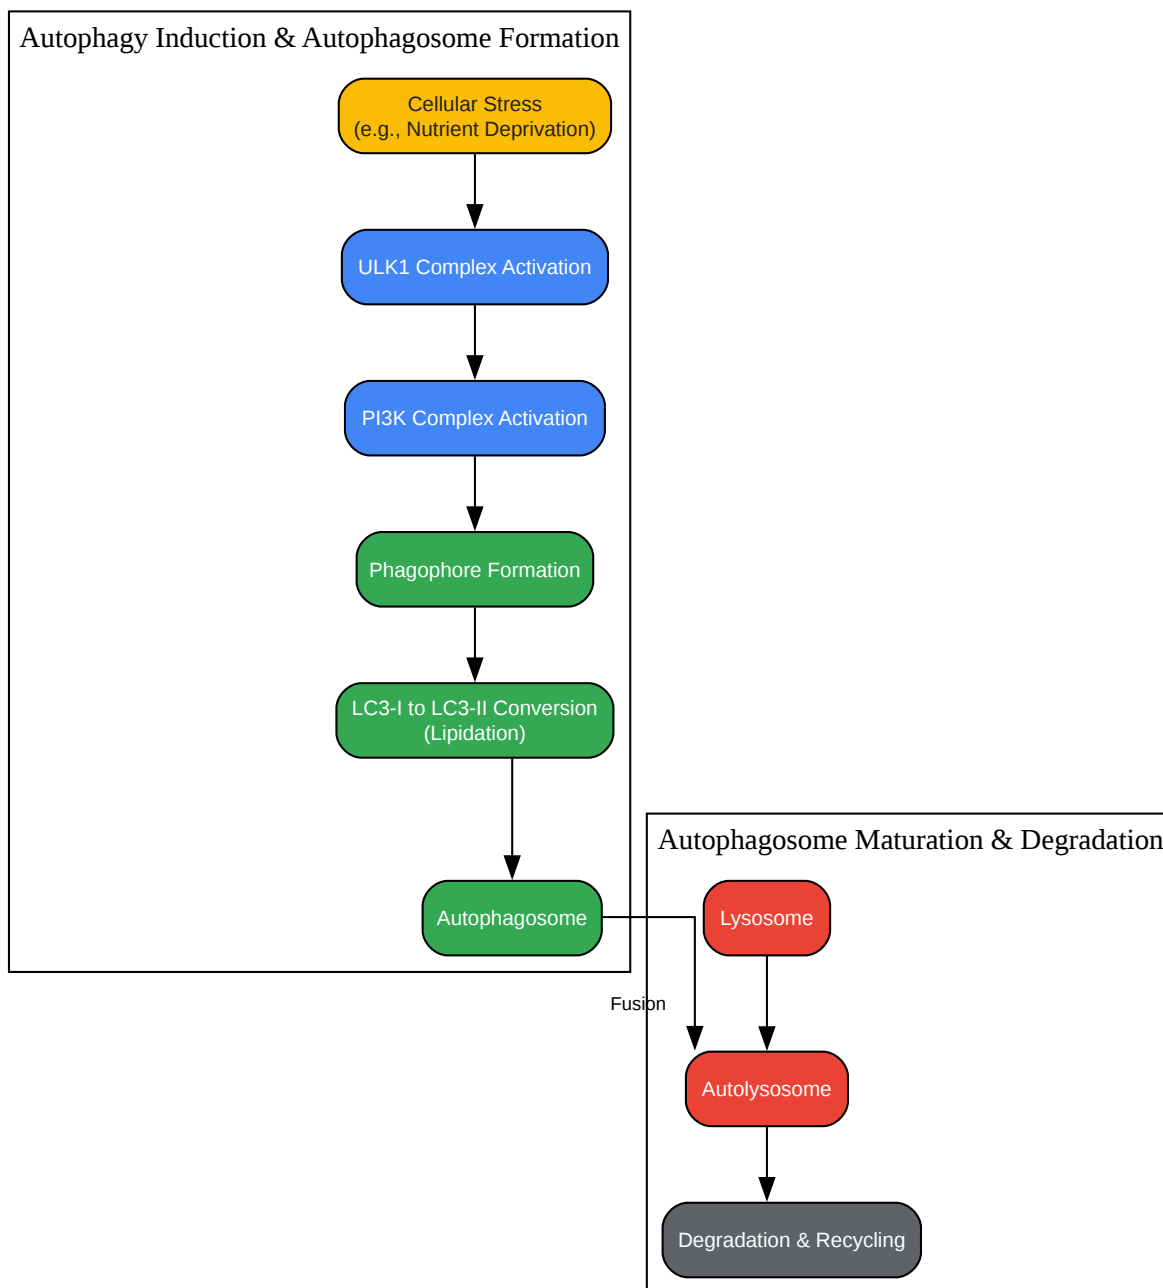 Autophagy Induction & Autophagosome Formation
Cellular Stress
(e.g., Nutrient Deprivation)
ULK1 Complex Activation
PI3K Complex Activation
Phagophore Formation
LC3-I to LC3-II Conversion
(Lipidation)
Autophagosome
Autophagosome Maturation & Degradation
Lysosome
Fusion
Autolysosome
Degradation & Recycling